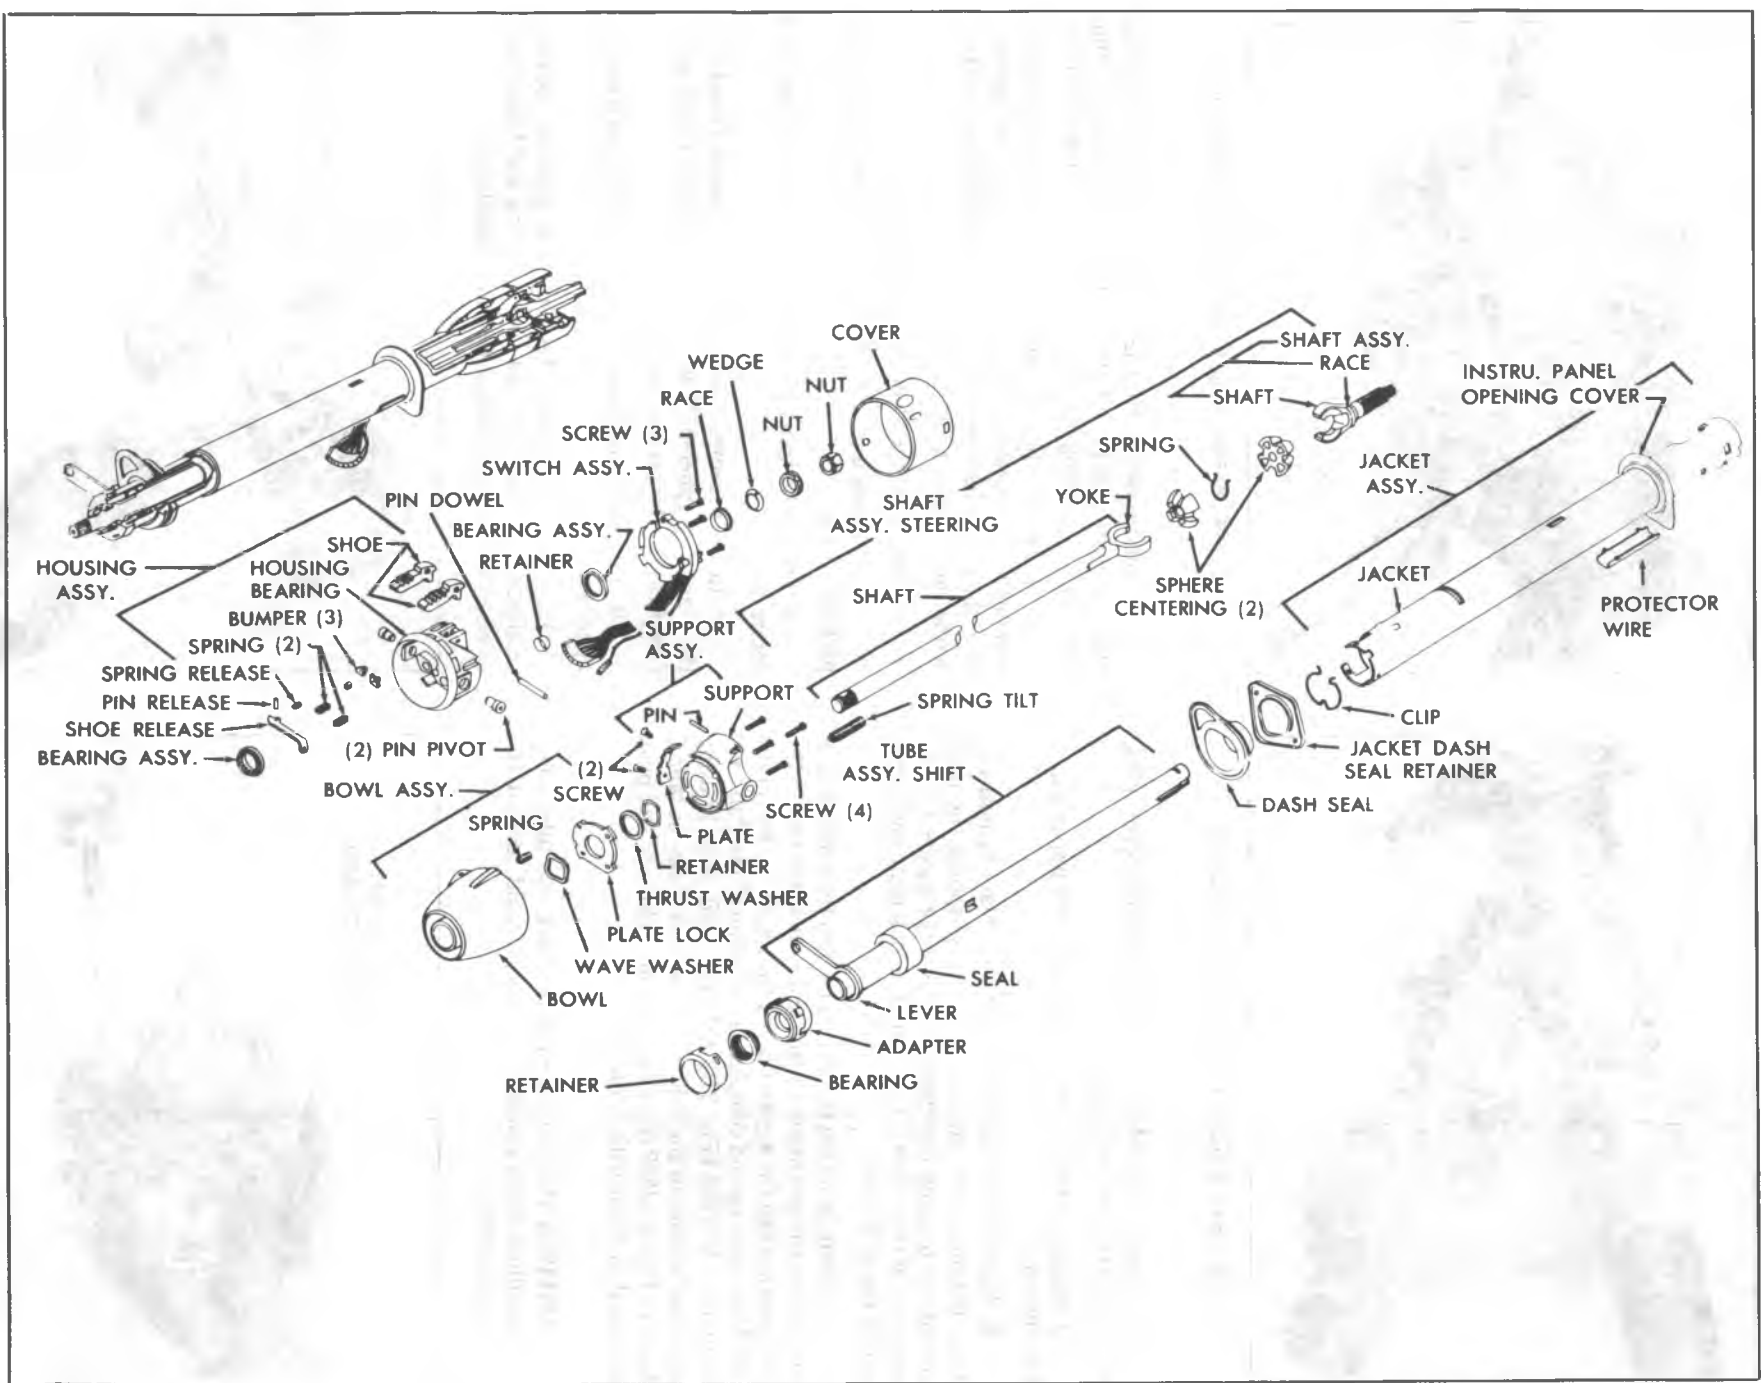 COVER
WEDGE
NUT
RACE
NUT
SCREW (3)
SWITCH ASSY.
PIN DOWEL
BEARING ASSY.
RETAINER
SHAFT ASSY.
RACE
SHAFT
INSTRU. PANEL
OPENING COVER
SPRING
YOKE
JACKET
ASSY.
SHAFT
ASSY. STEERING
SHOE
HOUSING
ASSY.
HOUSING
BEARING
BUMPER (3)
SPRING (2)
SPRING RELEASE
PIN RELEASE
SHOE RELEASE
BEARING ASSY.
(2) PIN PIVOT
SUPPORT
ASSY.
SUPPORT
PIN
SHAFT
SPHERE
CENTERING (2)
JACKET
PROTECTOR
WIRE
SPRING TILT
CLIP
JACKET DASH
SEAL RETAINER
DASH SEAL
TUBE
ASSY. SHIFT
BOWL ASSY.
(2)
SCREW
SCREW (4)
SPRING
PLATE
RETAINER
THRUST WASHER
PLATE LOCK
WAVE WASHER
BOWL
SEAL
LEVER
ADAPTER
BEARING
RETAINER